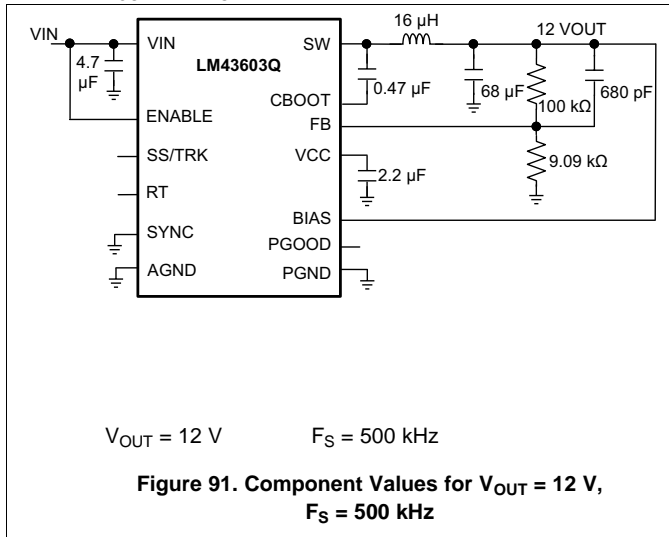 VIN
VIN
SW
16 µH
12 VOUT
4.7
µF
LM43603Q
CBOOT
0.47 µF
68 µF
100 kΩ
680 pF
ENABLE
FB
SS/TRK
VCC
9.09 kΩ
2.2 µF
RT
BIAS
SYNC
PGOOD
AGND
PGND
VOUT = 12 V FS = 500 kHz
Figure 91. Component Values for VOUT = 12 V,
FS = 500 kHz